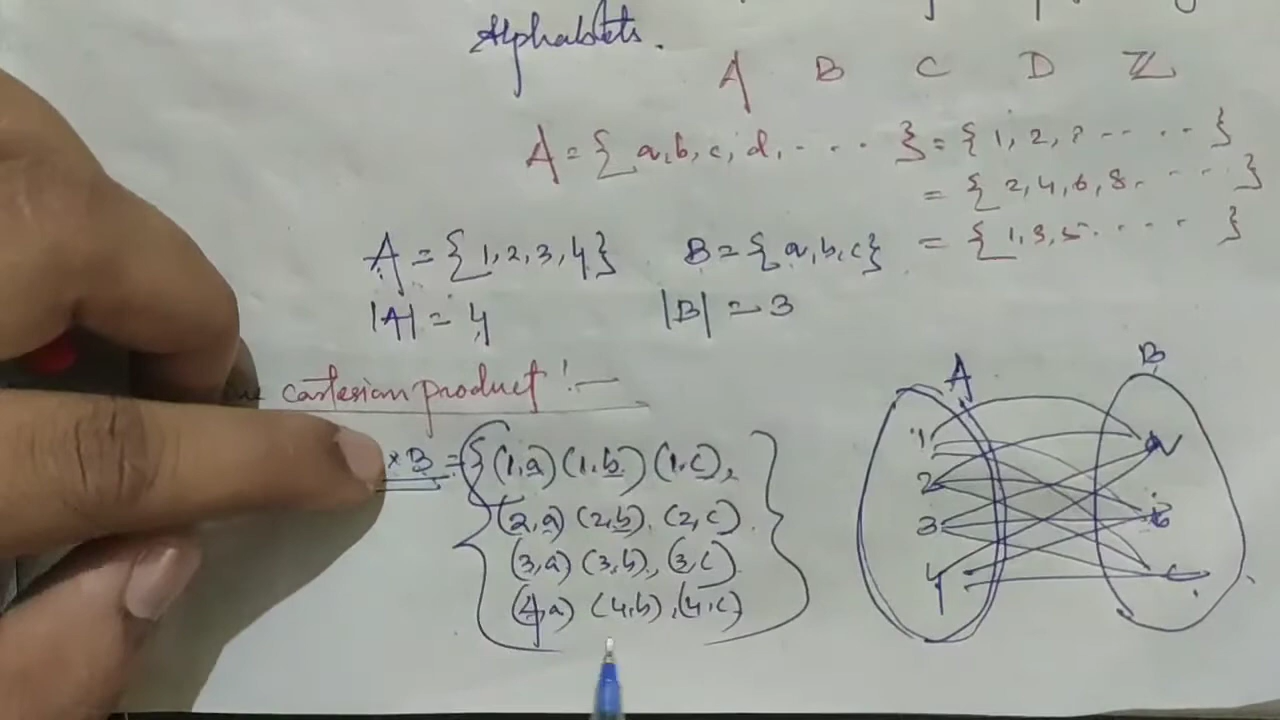 Alphabets.
A B C D Z
A = { a, b, c, d, . . . . } = { 1, 2, 3 . . . . . }
= { 2, 4, 6, 8. . . . . }
= { 1, 3, 5 . . . . . }
A = { 1, 2, 3, 4 } B = { a, b, c }
|A| = 4 |B| = 3
cartesian product :—
× B = { (1, a) (1, b) (1, c),
(2, a) (2, b). (2, c).
(3, a) (3, b), (3, c)
(4, a) (4, b), (4, c) }
A B
1 a
2 b
3 c
4